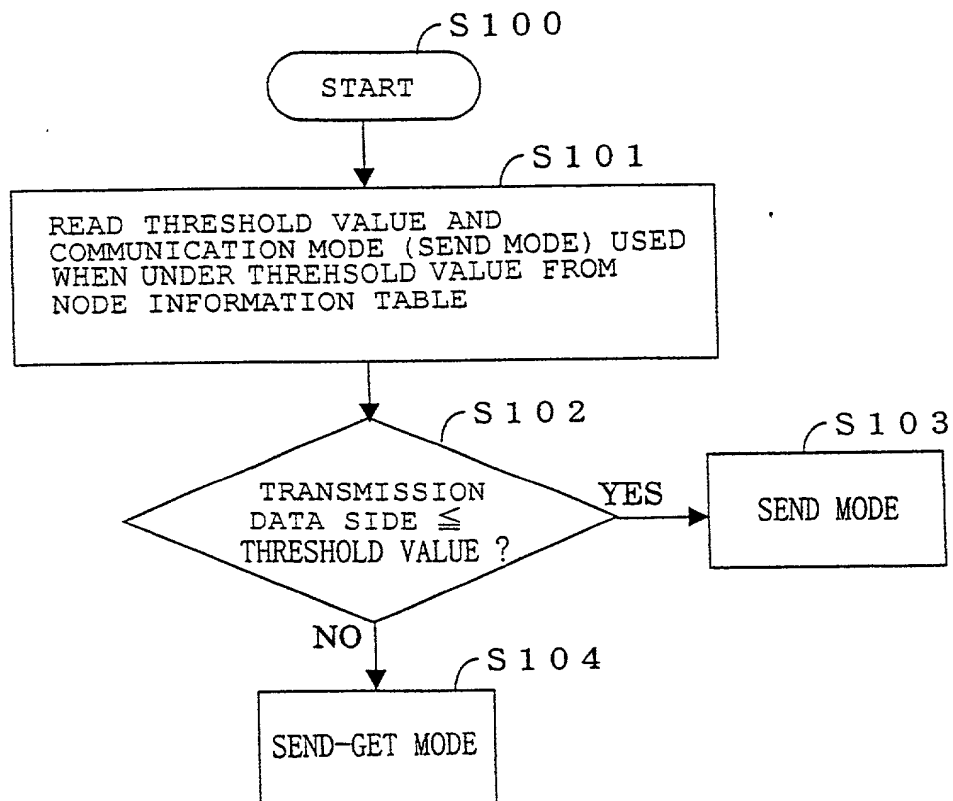 S100
START
S101
READ THRESHOLD VALUE AND
COMMUNICATION MODE (SEND MODE) USED
WHEN UNDER THREHSOLD VALUE FROM
NODE INFORMATION TABLE
S102
TRANSMISSION
DATA SIDE ≦
THRESHOLD VALUE ?
YES
S103
SEND MODE
NO
S104
SEND-GET MODE